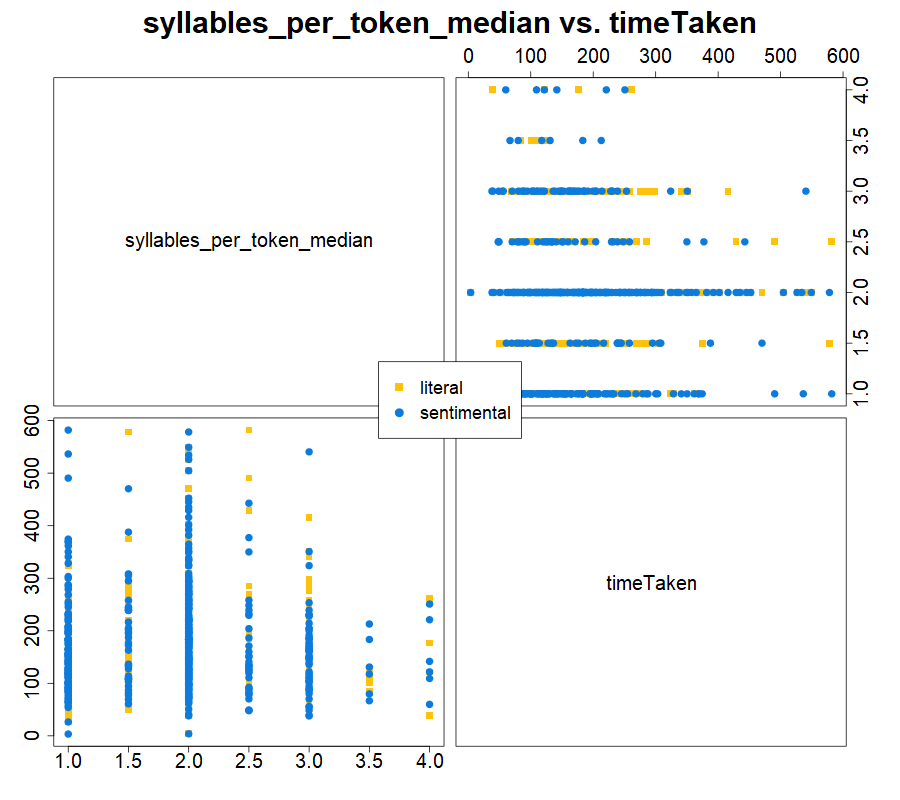 syllables_per_token_median vs. timeTaken
0 100 200 300 400 500 600
syllables_per_token_median
4.0
3.5
3.0
2.5
2.0
1.5
1.0
literal
sentimental
600
500
400
300
200
100
0
timeTaken
1.0 1.5 2.0 2.5 3.0 3.5 4.0